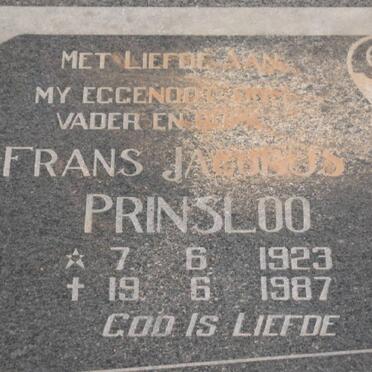 MET LIEFDE AAN
MY EGGENOOT
VADER EN OUPA
FRANS JACOBUS
PRINSLOO
☆ 7 6 1923
✝ 19 6 1987
GOD IS LIEFDE